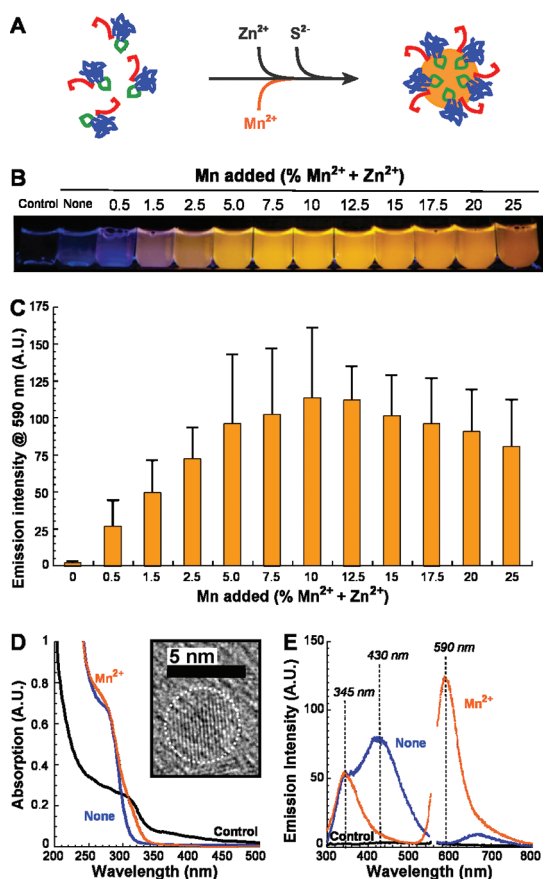 A
Zn²⁺ S²⁻
Mn²⁺
B
Mn added (% Mn²⁺ + Zn²⁺)
Control None 0.5 1.5 2.5 5.0 7.5 10 12.5 15 17.5 20 25
C
Emission intensity @ 590 nm (A.U.)
175
150
125
100
75
50
25
0
0 0.5 1.5 2.5 5.0 7.5 10 12.5 15 17.5 20 25
Mn added (% Mn²⁺ + Zn²⁺)
D
Absorption (A.U.)
1
0.8
0.6
0.4
0.2
0
Mn²⁺
5 nm
None
Control
200 250 300 350 400 450 500
Wavelength (nm)
E
Emission Intensity (A.U.)
150
100
50
0
345 nm
430 nm
590 nm
Mn²⁺
None
Control
300 400 500 600 700 800
Wavelength (nm)